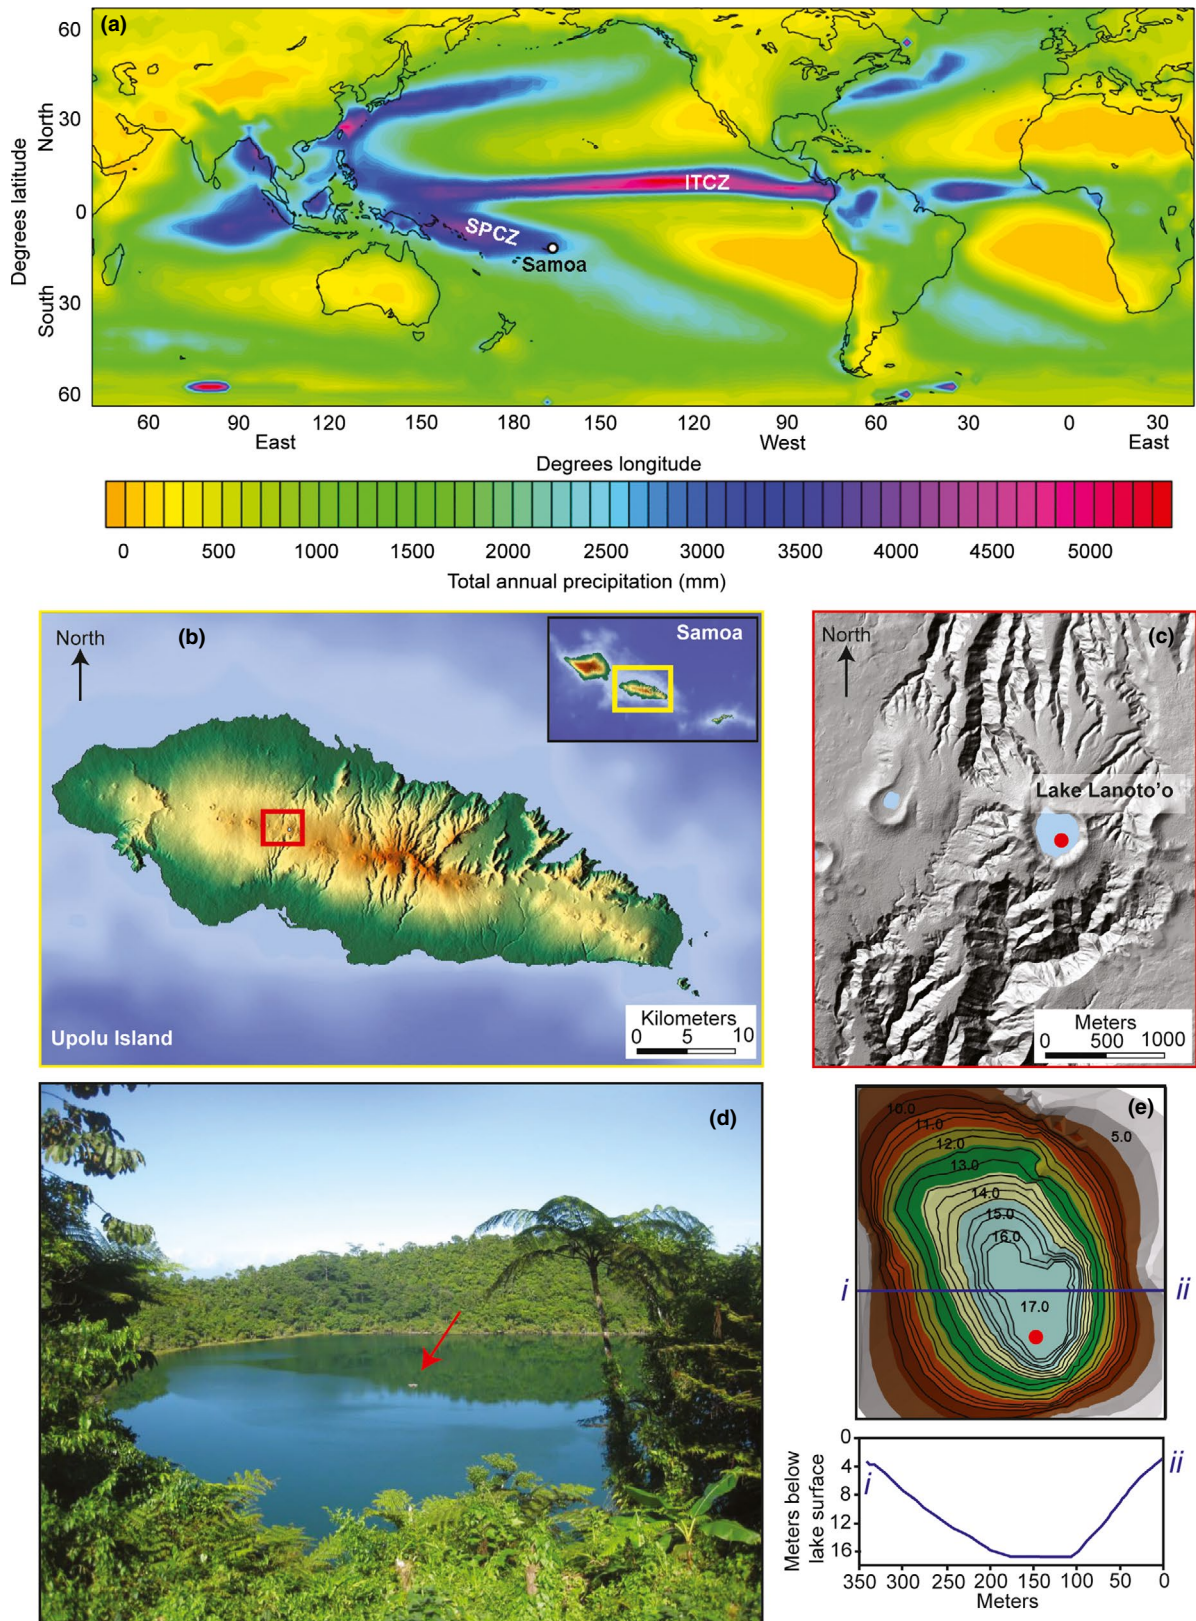 (a)
60
30
0
30
60
North
South
Degrees latitude
ITCZ
SPCZ
Samoa
60 90 120 150 180 150 120 90 60 30 0 30
East West East
Degrees longitude
0 500 1000 1500 2000 2500 3000 3500 4000 4500 5000
Total annual precipitation (mm)
North
(b)
Samoa
Upolu Island
Kilometers
0 5 10
North
(c)
Lake Lanoto'o
Meters
0 500 1000
(d)
(e)
10.0
11.0
12.0
13.0
14.0
15.0
16.0
17.0
5.0
i
ii
0
4
8
12
16
Meters below
lake surface
i
ii
350 300 250 200 150 100 50 0
Meters